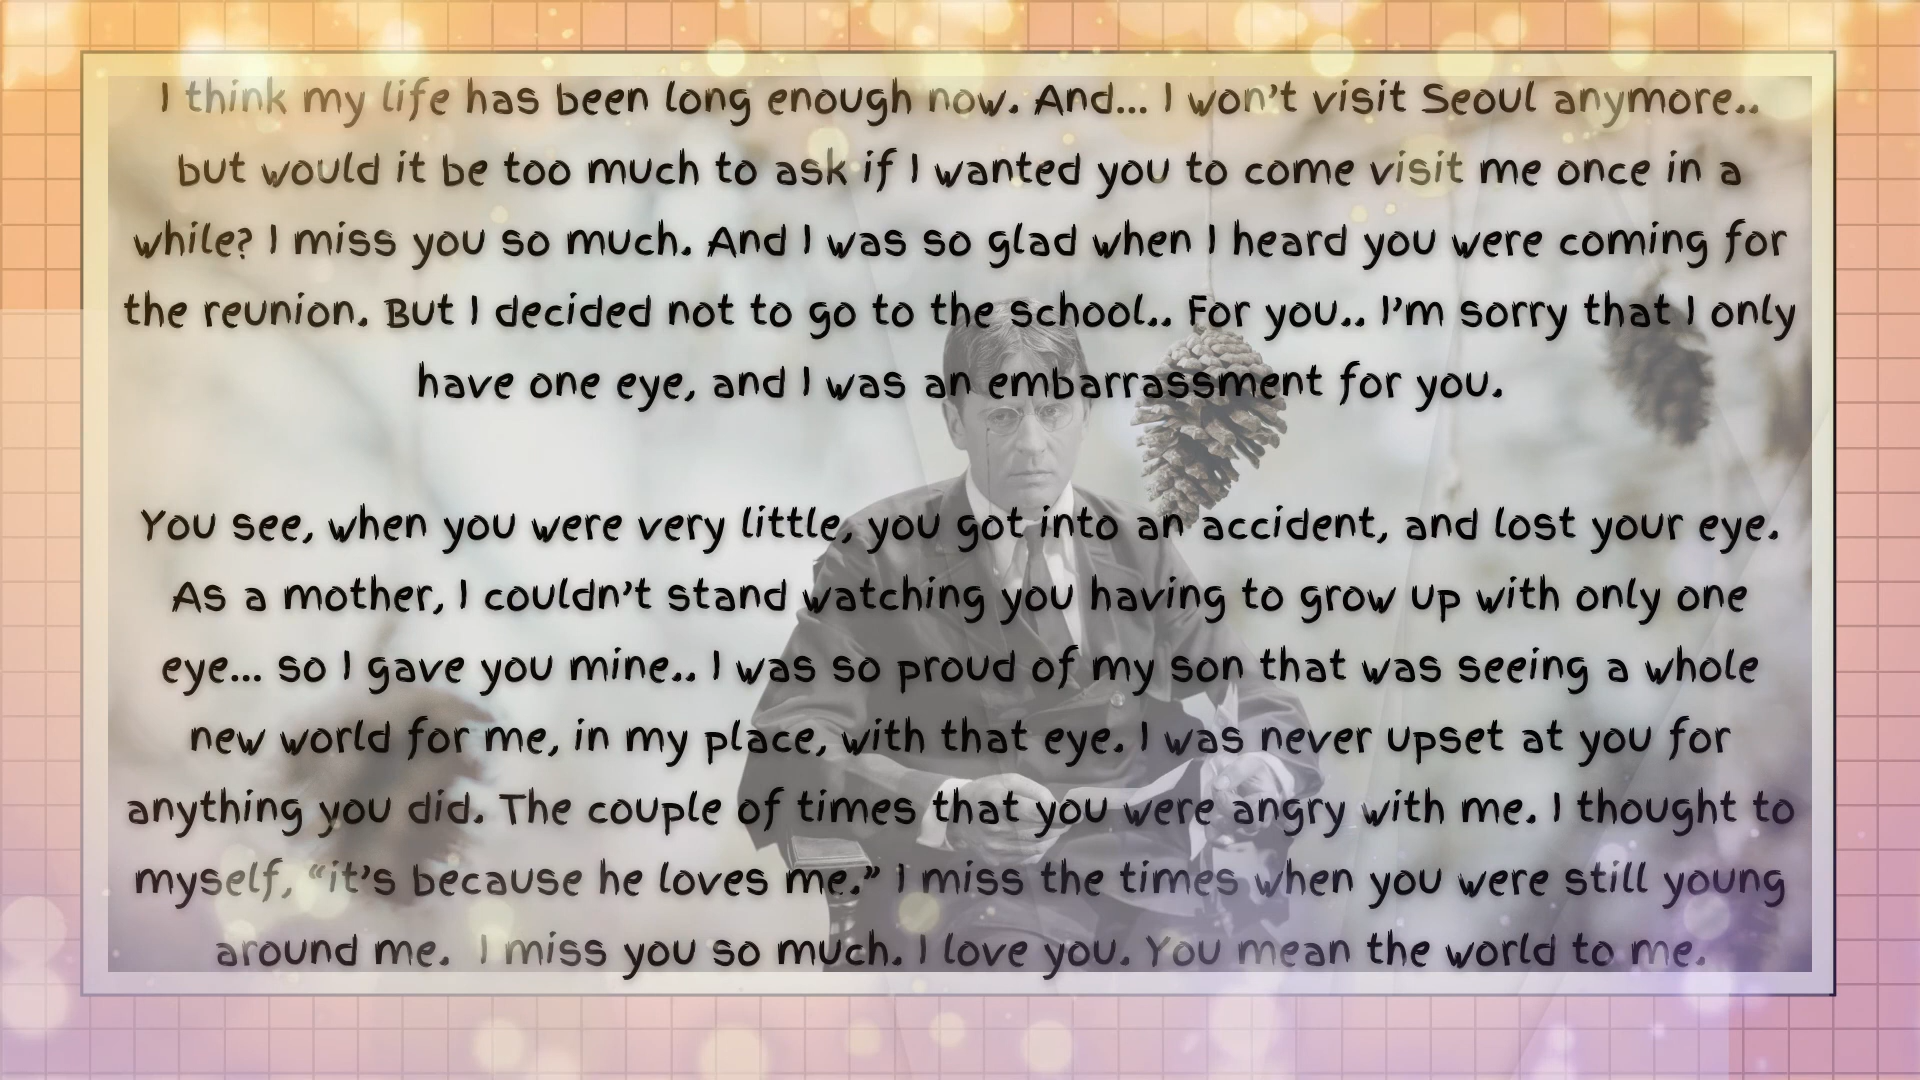 I think my life has been long enough now. And... I won't visit Seoul anymore..
but would it be too much to ask if I wanted you to come visit me once in a
while? I miss you so much. And I was so glad when I heard you were coming for
the reunion. But I decided not to go to the school.. For you.. I'm sorry that I only
have one eye, and I was an embarrassment for you.
You see, when you were very little, you got into an accident, and lost your eye.
As a mother, I couldn't stand watching you having to grow up with only one
eye... so I gave you mine.. I was so proud of my son that was seeing a whole
new world for me, in my place, with that eye. I was never upset at you for
anything you did. The couple of times that you were angry with me. I thought to
myself, “it's because he loves me.” I miss the times when you were still young
around me. I miss you so much. I love you. You mean the world to me.